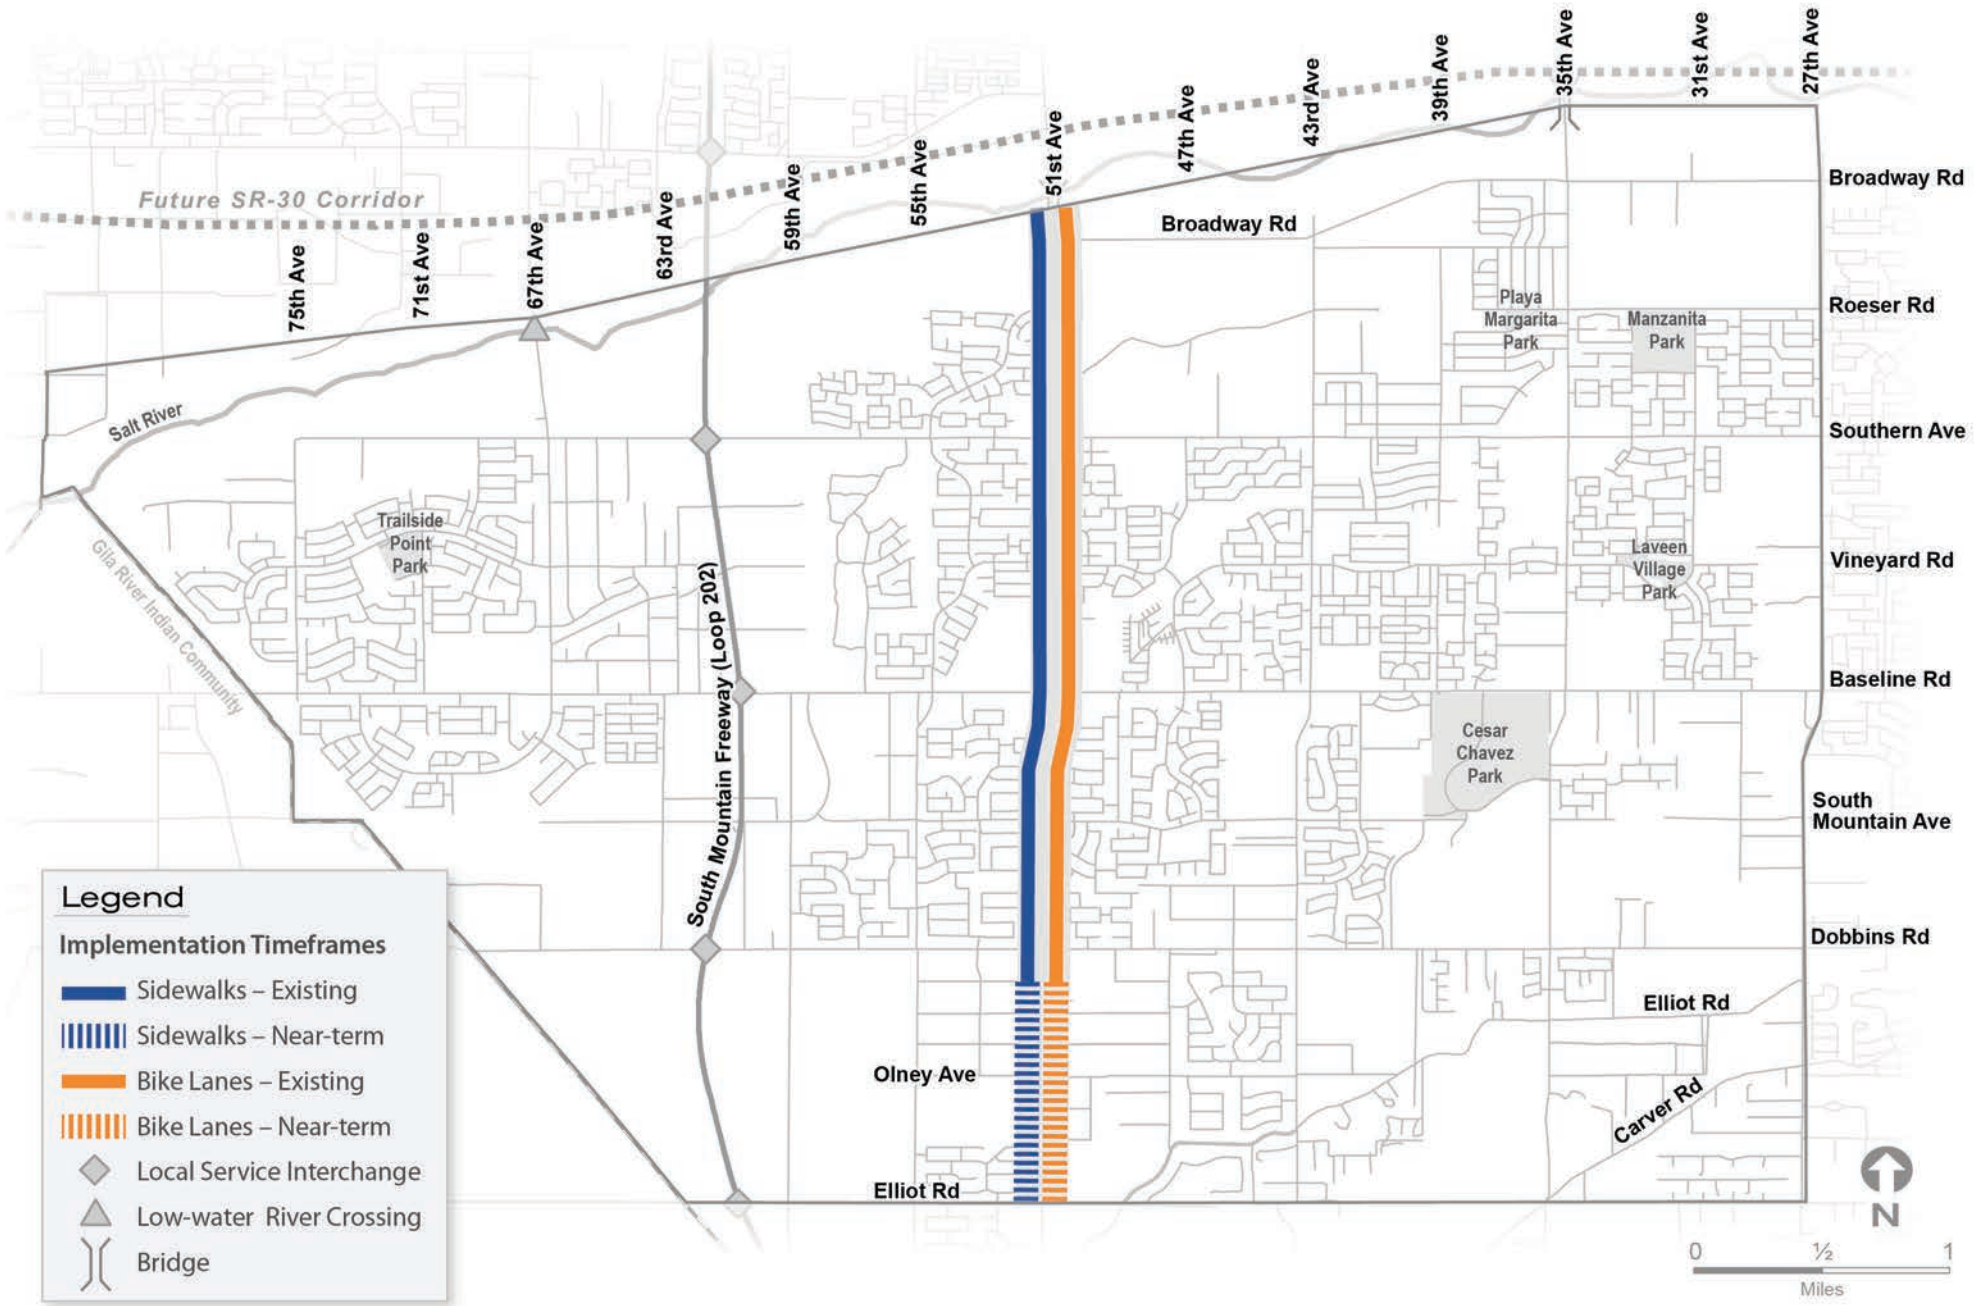 35th Ave
31st Ave
27th Ave
39th Ave
43rd Ave
47th Ave
51st Ave
55th Ave
59th Ave
63rd Ave
67th Ave
71st Ave
75th Ave
Future SR-30 Corridor
Broadway Rd
Broadway Rd
Roeser Rd
Playa
Margarita
Park
Manzanita
Park
Salt River
Southern Ave
Trailside
Point
Park
Laveen
Village
Park
Vineyard Rd
Gila River Indian Community
South Mountain Freeway (Loop 202)
Baseline Rd
Cesar
Chavez
Park
South
Mountain Ave
Dobbins Rd
Elliot Rd
Olney Ave
Carver Rd
Elliot Rd
Legend
Implementation Timeframes
Sidewalks – Existing
Sidewalks – Near-term
Bike Lanes – Existing
Bike Lanes – Near-term
Local Service Interchange
Low-water River Crossing
Bridge
N
0 ½ 1
Miles